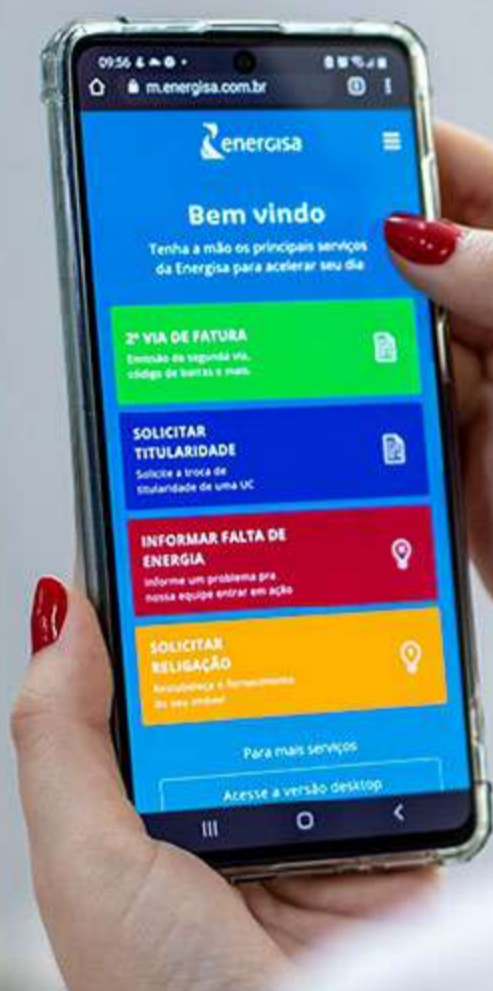 09:56
m.energisa.com.br
energisa
Bem vindo
Tenha a mão os principais serviços
da Energisa para acelerar seu dia
2ª VIA DE FATURA
Emissão de segunda via,
código de barras e mais.
SOLICITAR
TITULARIDADE
Solicite a troca de
titularidade de uma UC
INFORMAR FALTA DE
ENERGIA
Informe um problema pra
nossa equipe entrar em ação
SOLICITAR
RELIGAÇÃO
Restabeleça o fornecimento
do seu imóvel
Para mais serviços
Acesse a versão desktop